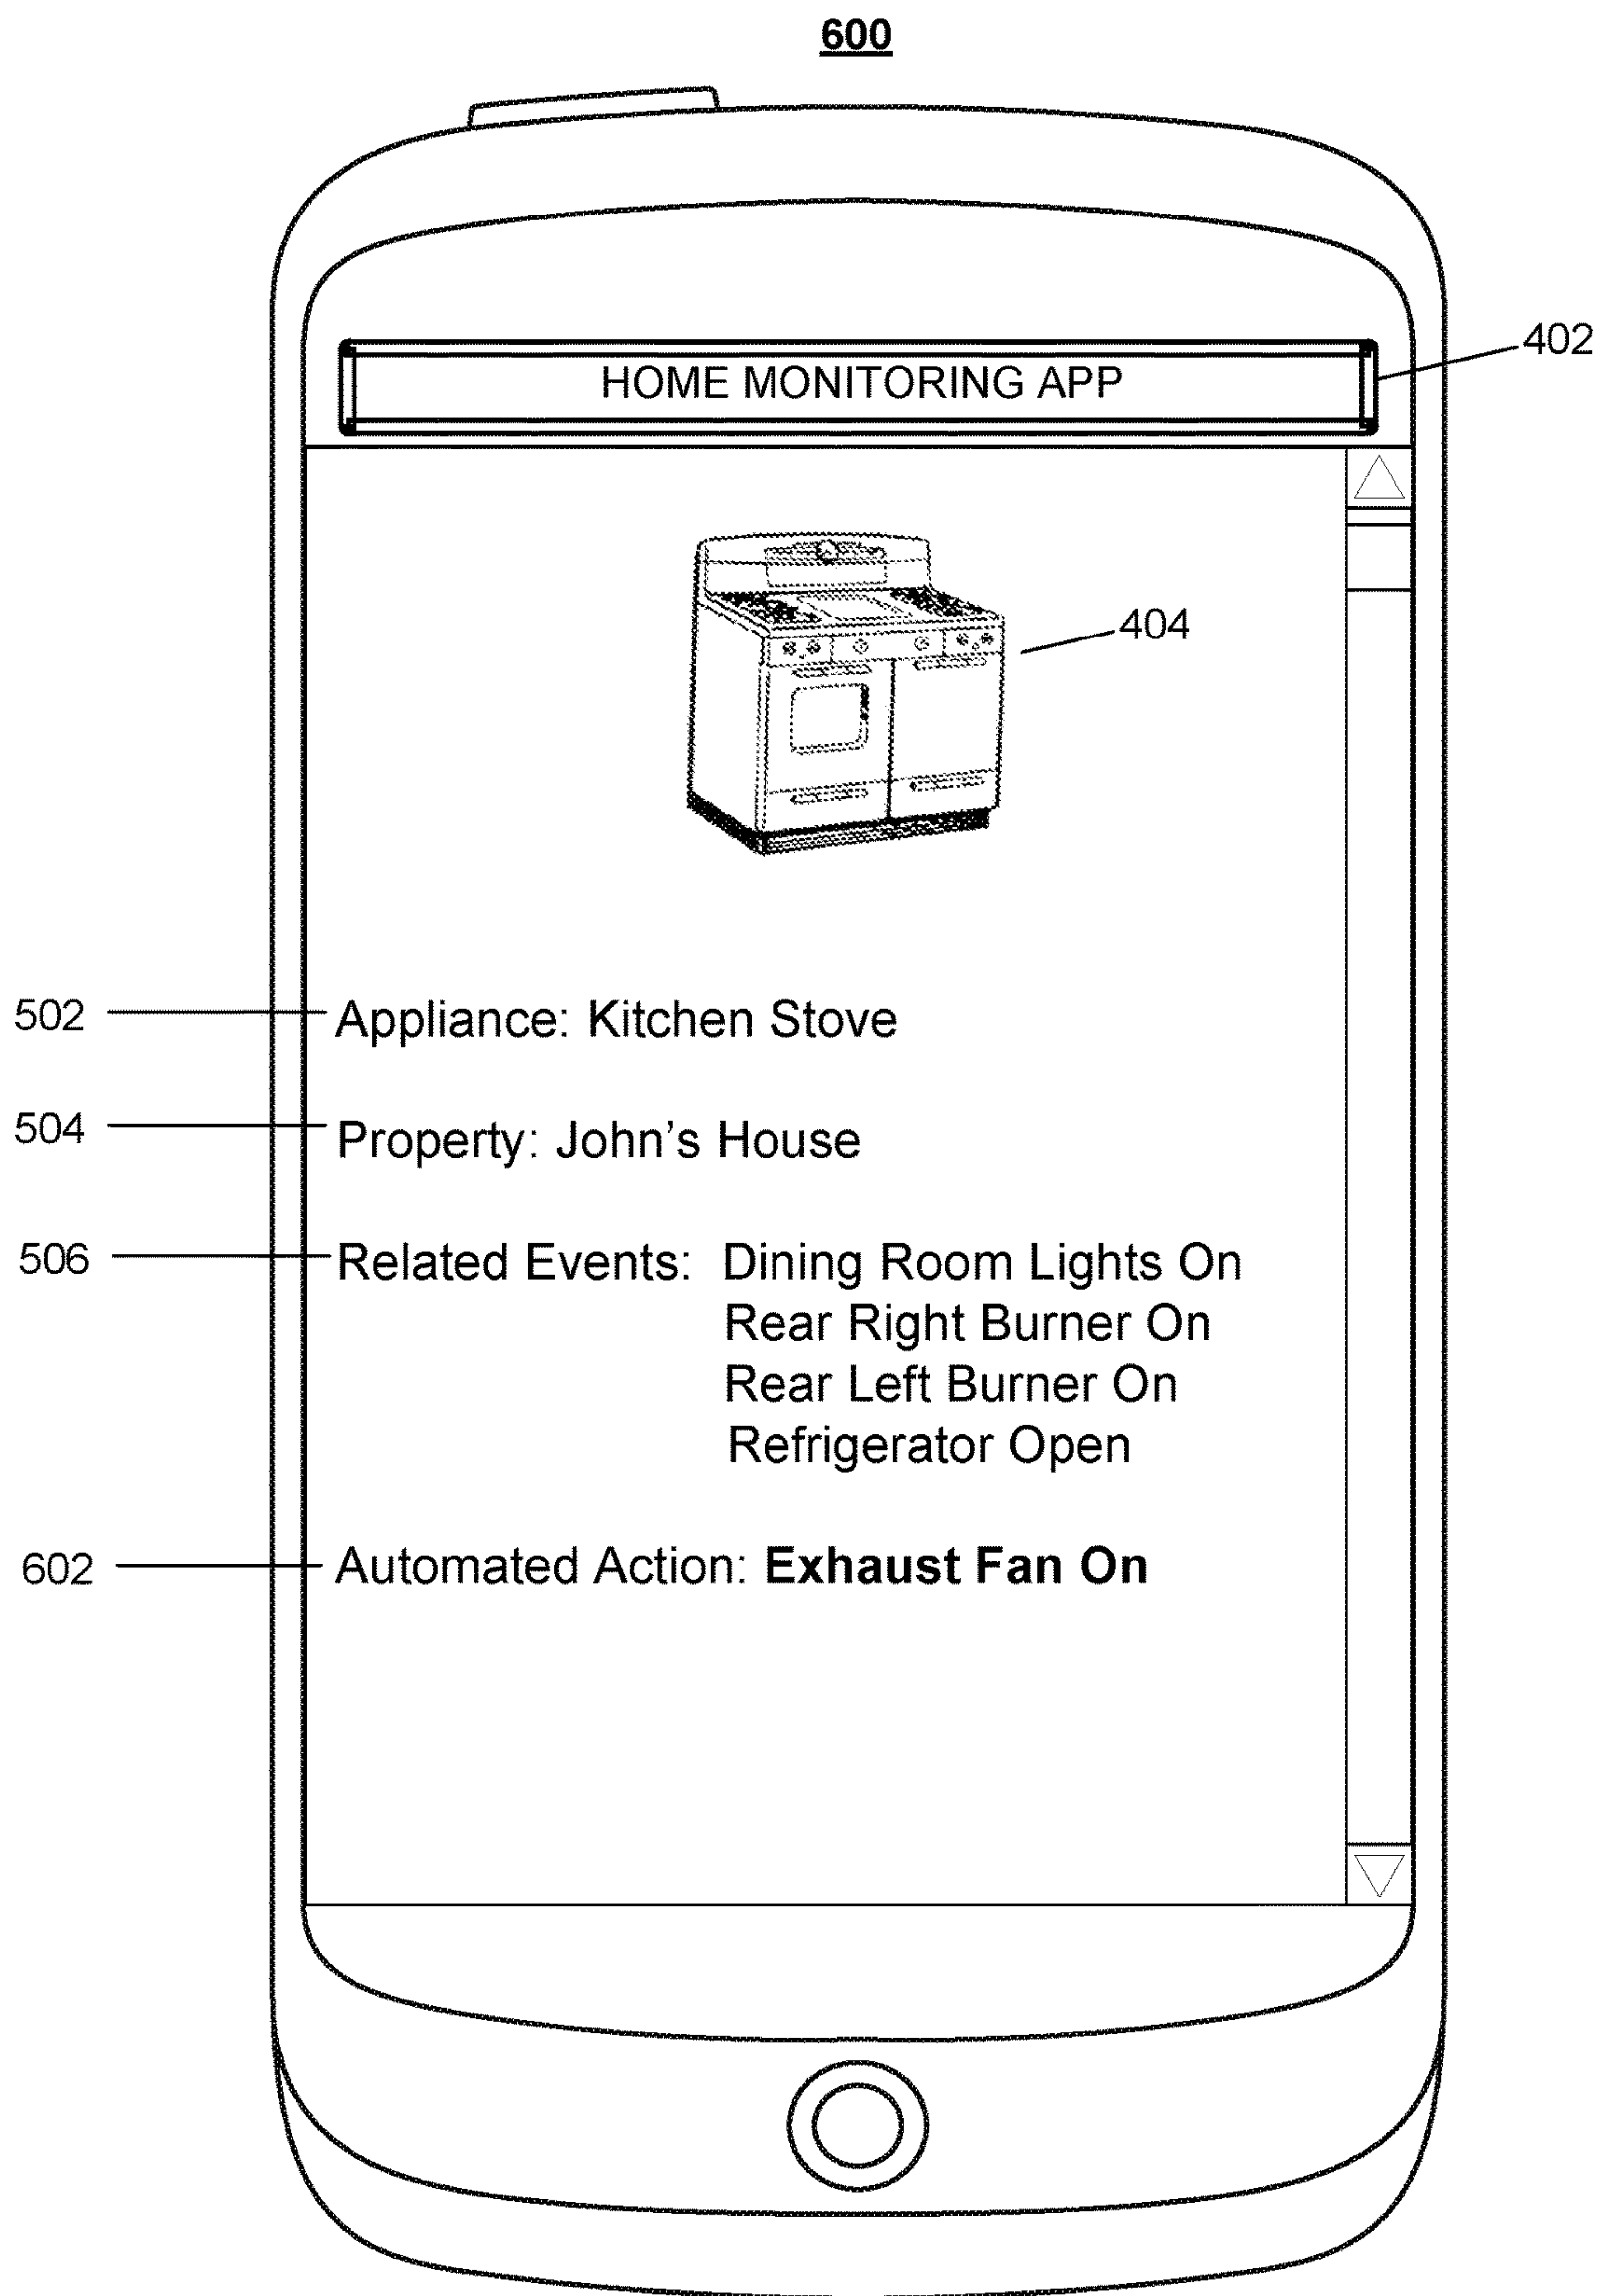 600
HOME MONITORING APP
402
404
502
Appliance: Kitchen Stove
504
Property: John’s House
506
Related Events: Dining Room Lights On
Rear Right Burner On
Rear Left Burner On
Refrigerator Open
602
Automated Action: Exhaust Fan On